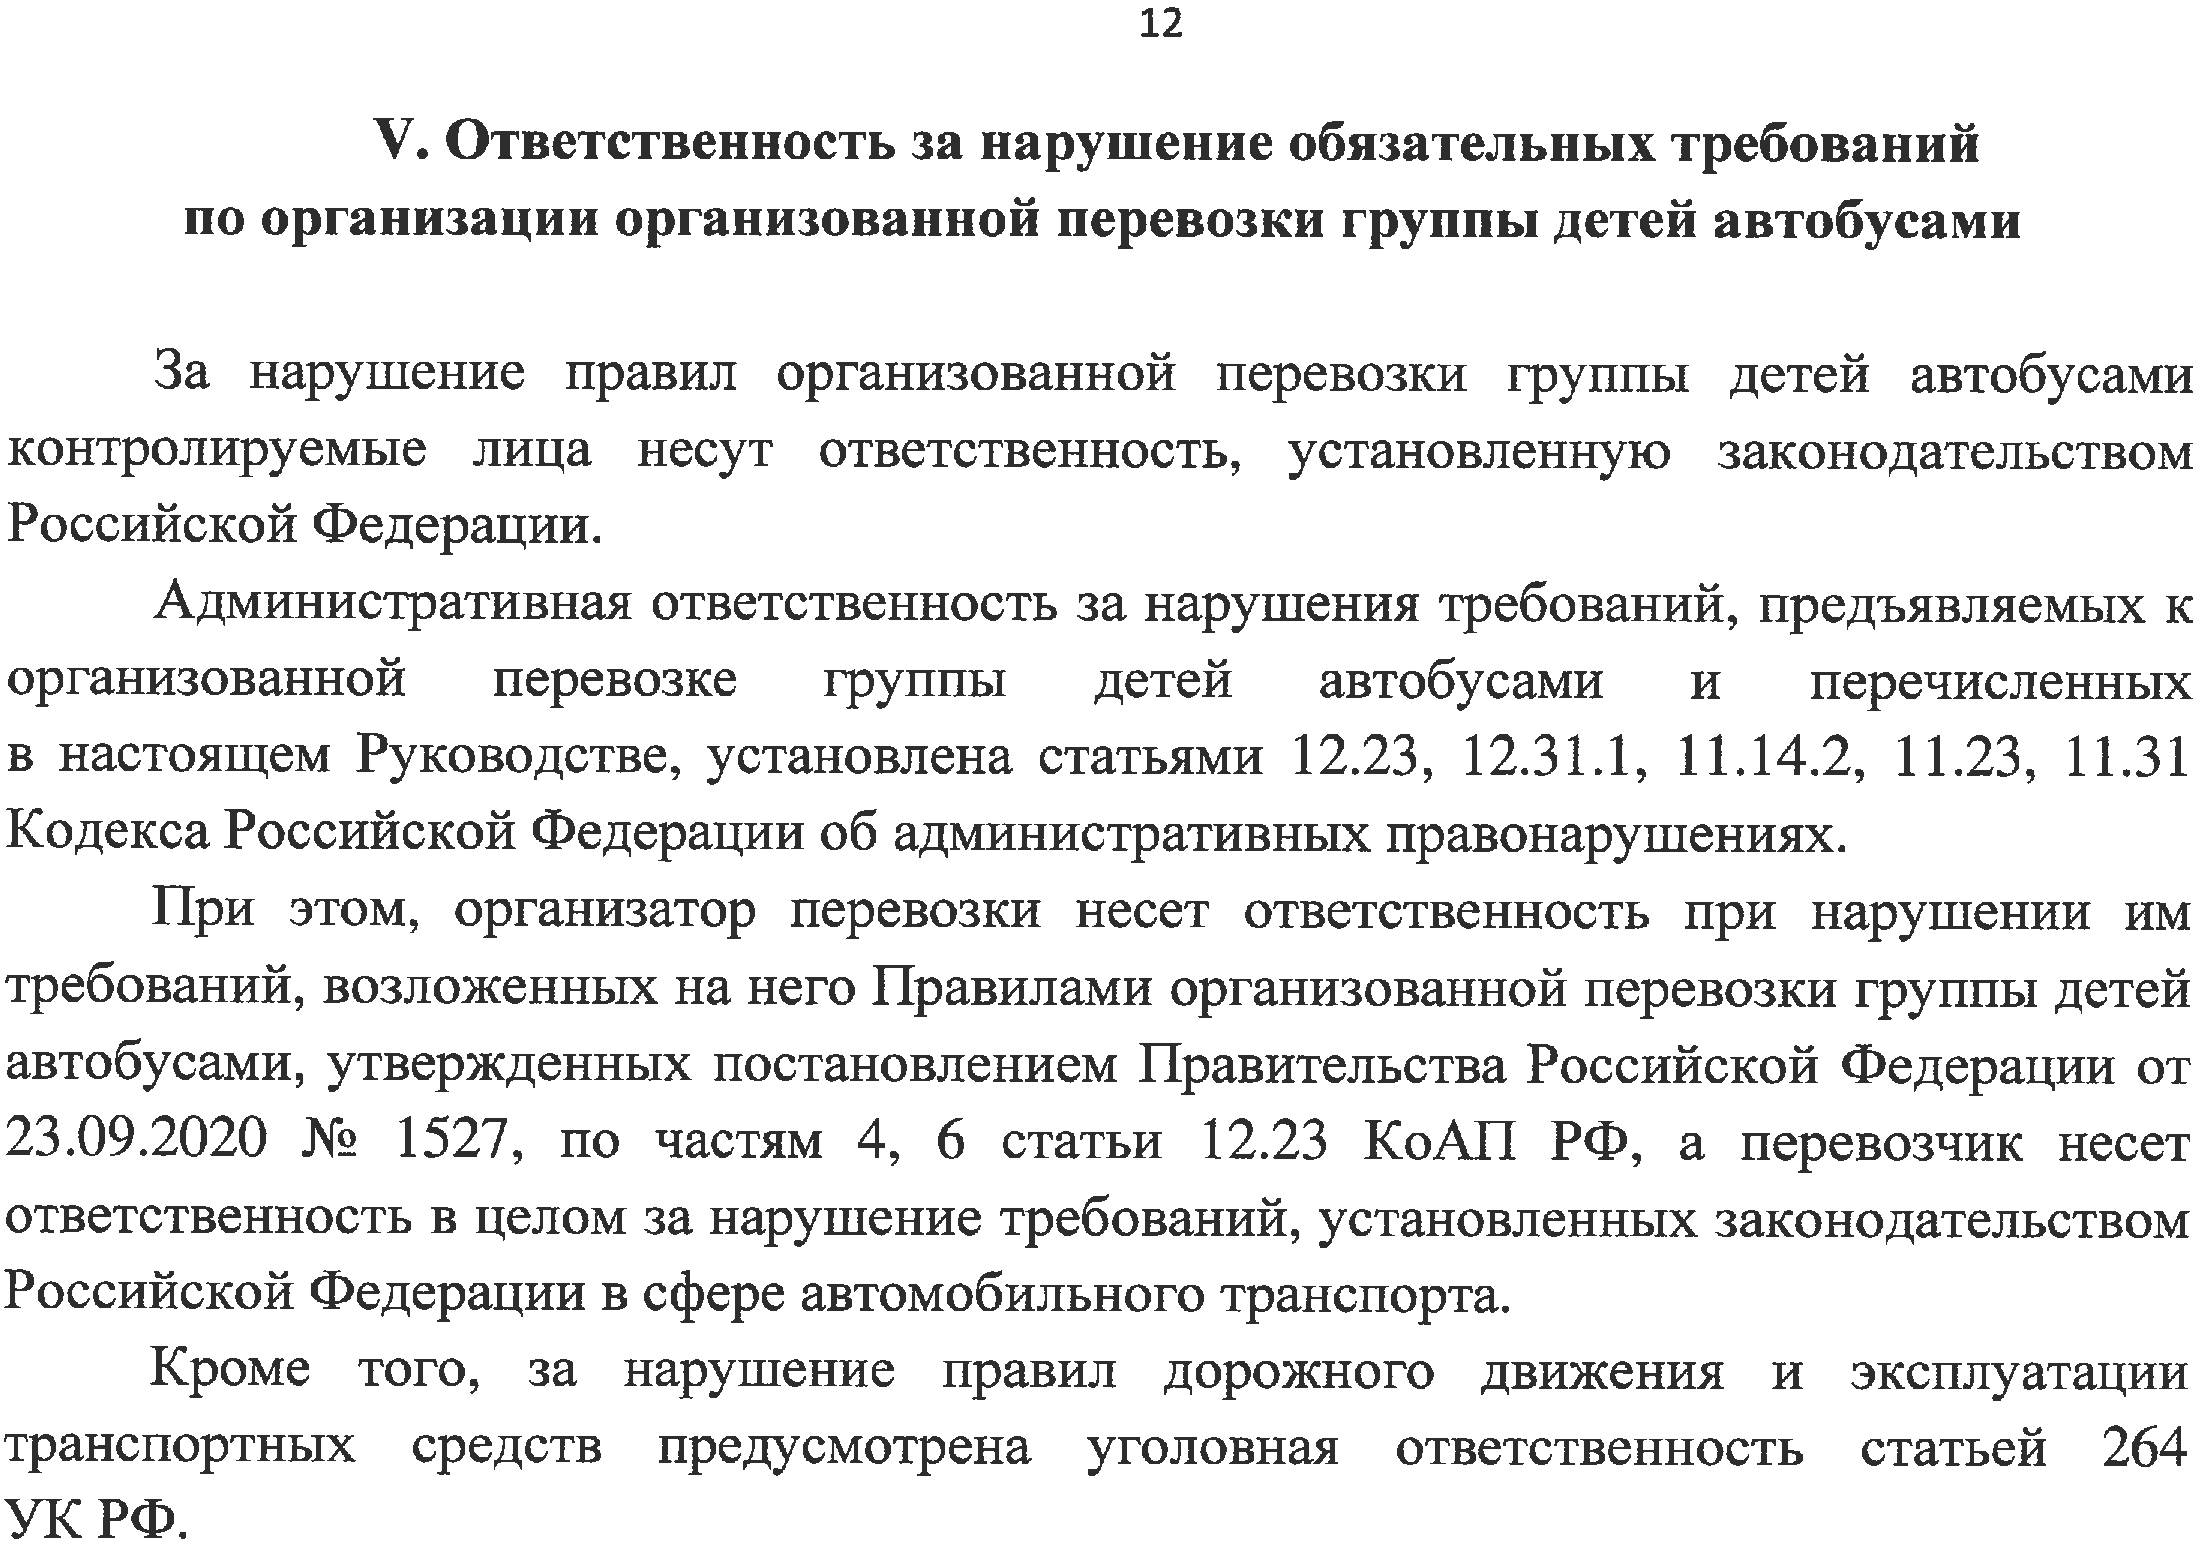 12
V. Ответственность за нарушение обязательных требований
по организации организованной перевозки группы детей автобусами
За нарушение правил организованной перевозки группы детей автобусами
контролируемые лица несут ответственность, установленную законодательством
Российской Федерации.
Административная ответственность за нарушения требований, предъявляемых к
организованной перевозке группы детей автобусами и перечисленных
в настоящем Руководстве, установлена статьями 12.23, 12.31.1, 11.14.2, 11.23, 11.31
Кодекса Российской Федерации об административных правонарушениях.
При этом, организатор перевозки несет ответственность при нарушении им
требований, возложенных на него Правилами организованной перевозки группы детей
автобусами, утвержденных постановлением Правительства Российской Федерации от
23.09.2020 № 1527, по частям 4, 6 статьи 12.23 КоАП РФ, а перевозчик несет
ответственность в целом за нарушение требований, установленных законодательством
Российской Федерации в сфере автомобильного транспорта.
Кроме того, за нарушение правил дорожного движения и эксплуатации
транспортных средств предусмотрена уголовная ответственность статьей 264
УК РФ.